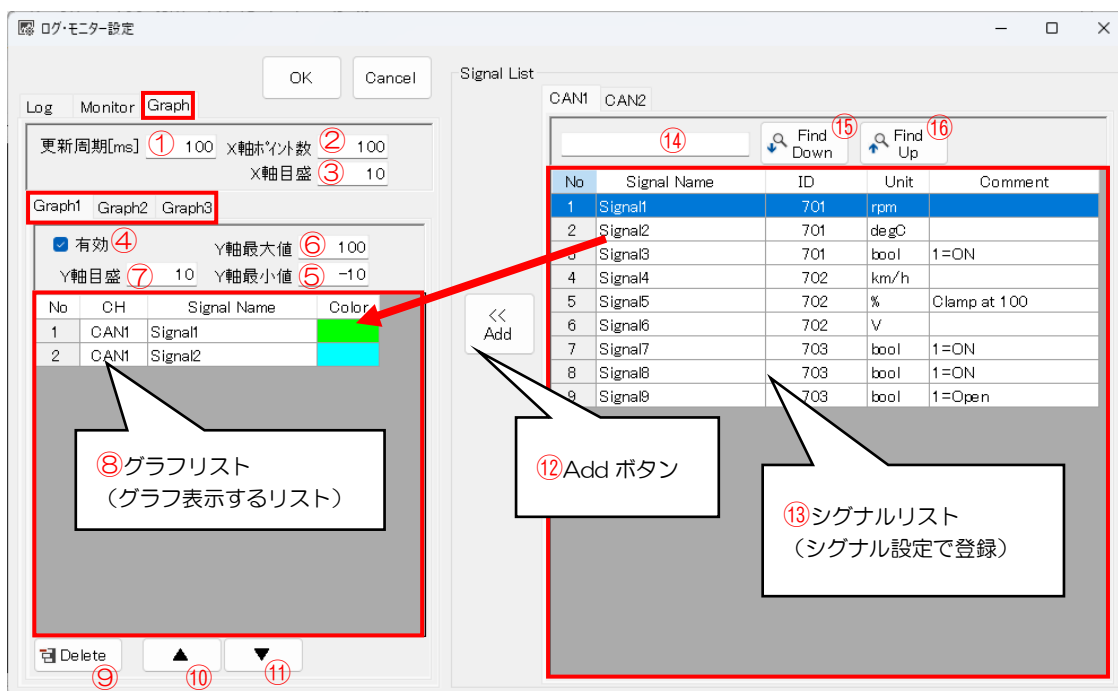 ログ・モニター設定
OK
Cancel
Log
Monitor
Graph
更新周期[ms] ① 100
X軸ポイント数 ② 100
X軸目盛 ③ 10
Graph1
Graph2
Graph3
有効 ④
Y軸最大値 ⑥ 100
Y軸目盛 ⑦ 10
Y軸最小値 ⑤ -10
No CH Signal Name Color
1 CAN1 Signal1
2 CAN1 Signal2
⑧グラフリスト
（グラフ表示するリスト）
Delete
▲
▼
⑨
⑩
⑪
<<
Add
⑫Add ボタン
Signal List
CAN1
CAN2
⑭
Find Down
⑮
Find Up
⑯
No Signal Name ID Unit Comment
1 Signal1 701 rpm
2 Signal2 701 degC
3 Signal3 701 bool 1=ON
4 Signal4 702 km/h
5 Signal5 702 % Clamp at 100
6 Signal6 702 V
7 Signal7 703 bool 1=ON
8 Signal8 703 bool 1=ON
9 Signal9 703 bool 1=Open
⑬シグナルリスト
（シグナル設定で登録）